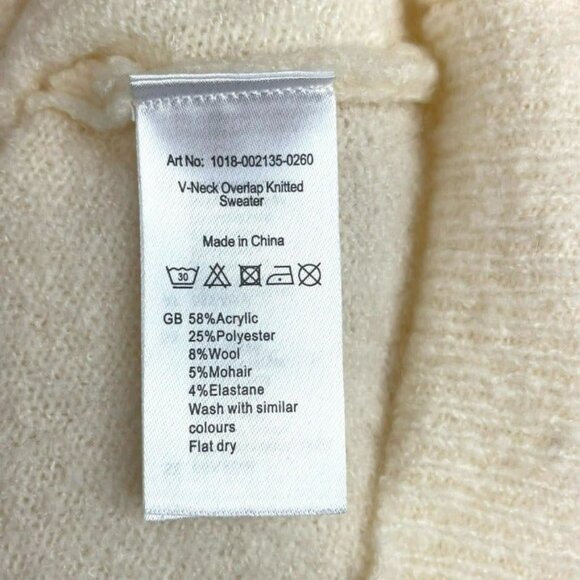 Art No: 1018-002135-0260
V-Neck Overlap Knitted
Sweater
Made in China
30
GB 58%Acrylic
25%Polyester
8%Wool
5%Mohair
4%Elastane
Wash with similar
colours
Flat dry